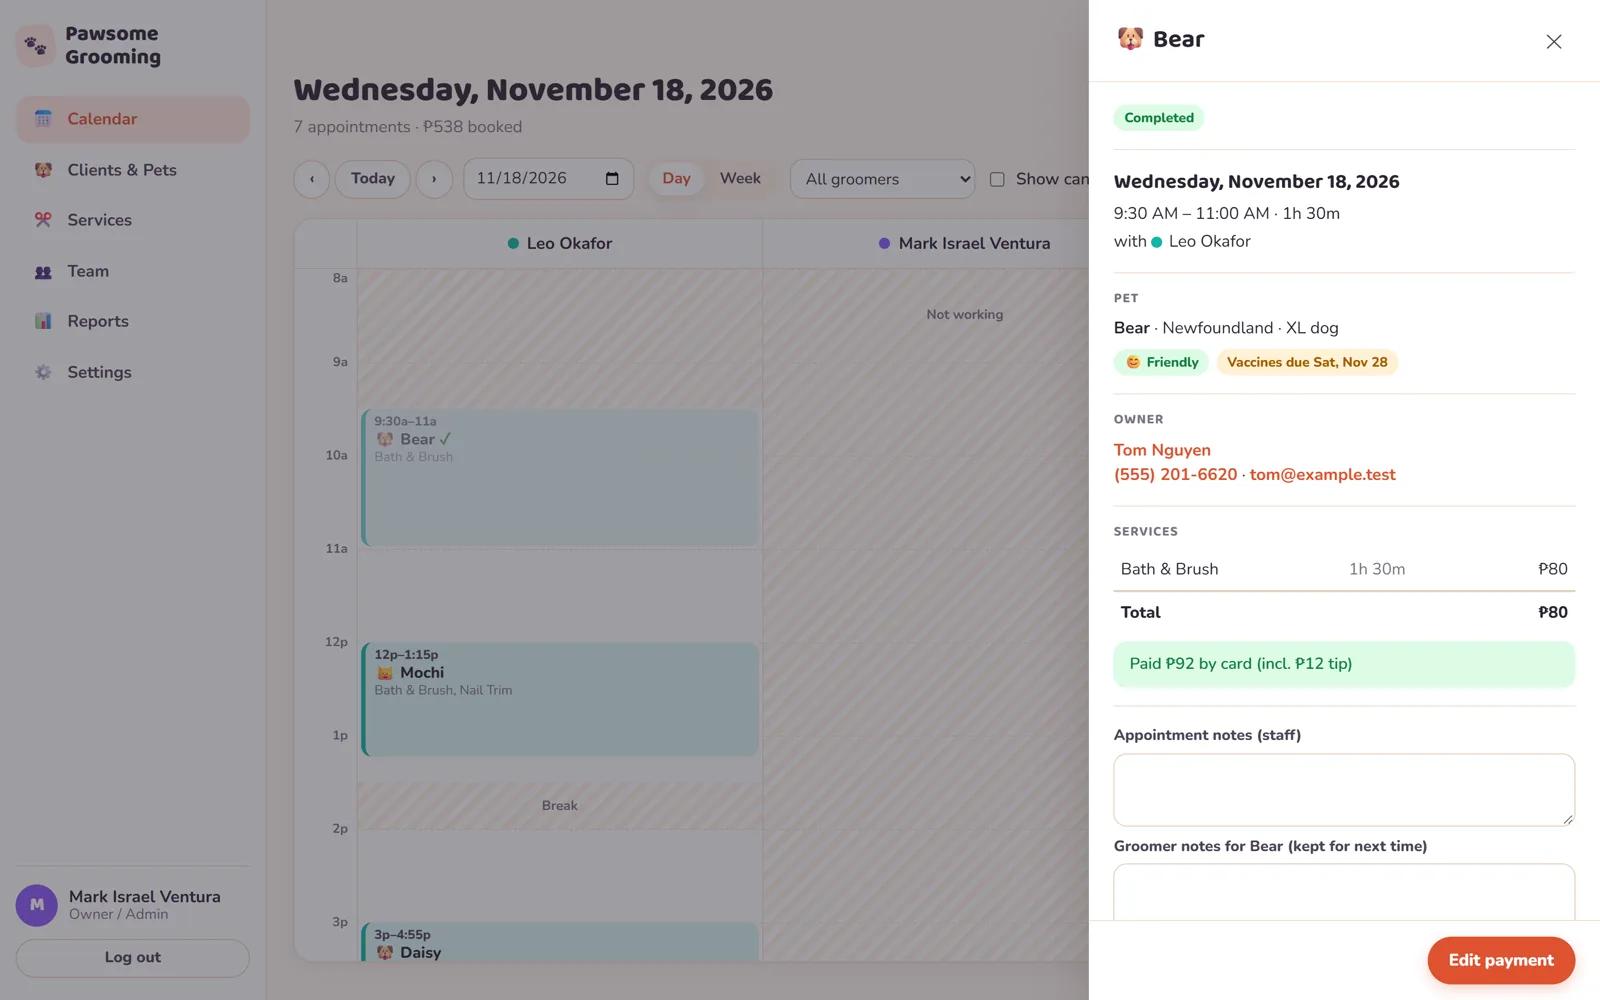 Pawsome
Grooming
Calendar
Clients & Pets
Services
Team
Reports
Settings
M
Mark Israel Ventura
Owner / Admin
Log out
Wednesday, November 18, 2026
7 appointments · ₱538 booked
‹
Today
›
11/18/2026
Day
Week
All groomers
Show can
Leo Okafor
Mark Israel Ventura
8a
9a
10a
11a
12p
1p
2p
3p
Not working
9:30a–11a
Bear ✓
Bath & Brush
12p–1:15p
Mochi
Bath & Brush, Nail Trim
Break
3p–4:55p
Daisy
Bear
Completed
Wednesday, November 18, 2026
9:30 AM – 11:00 AM · 1h 30m
with Leo Okafor
PET
Bear · Newfoundland · XL dog
Friendly
Vaccines due Sat, Nov 28
OWNER
Tom Nguyen
(555) 201-6620 · tom@example.test
SERVICES
Bath & Brush 1h 30m ₱80
Total ₱80
Paid ₱92 by card (incl. ₱12 tip)
Appointment notes (staff)
Groomer notes for Bear (kept for next time)
Edit payment